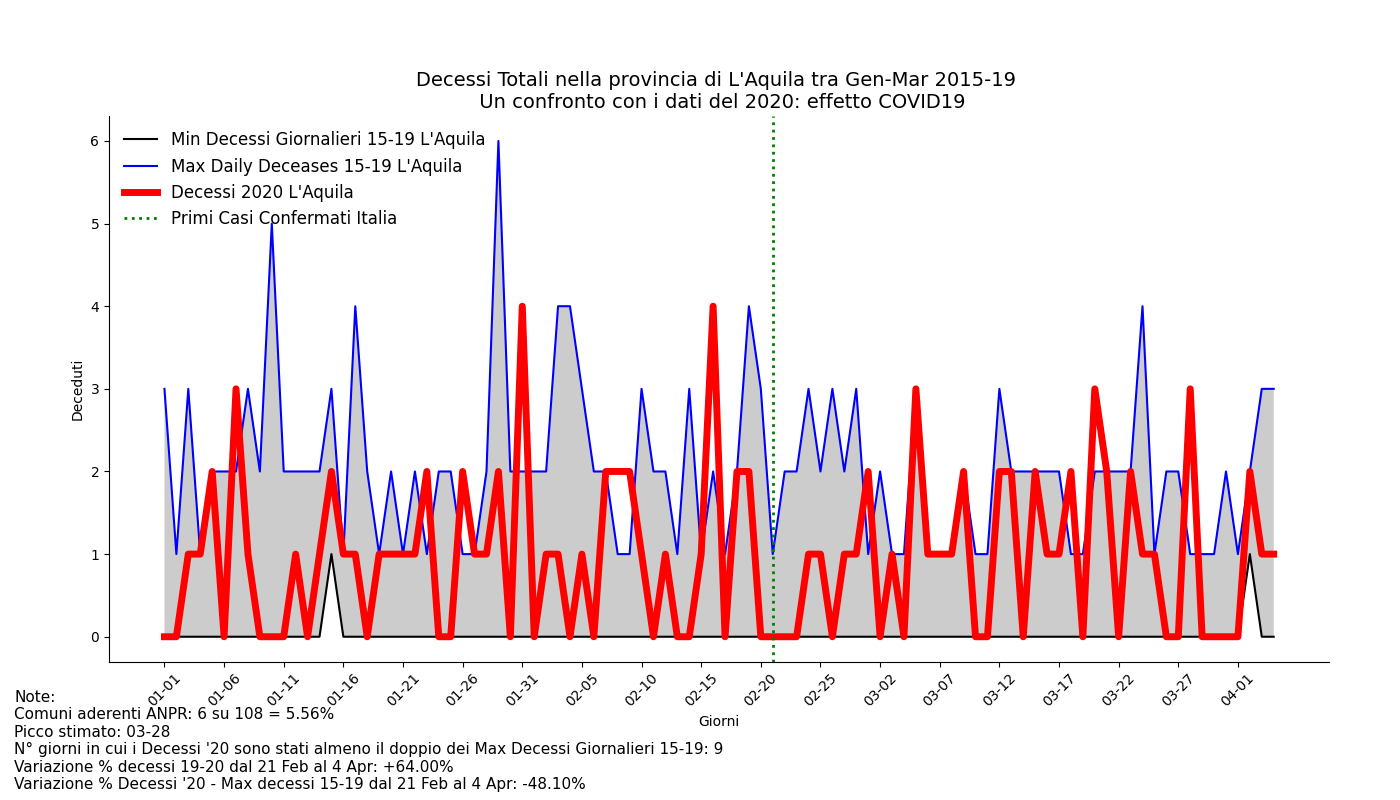 Decessi Totali nella provincia di L'Aquila tra Gen-Mar 2015-19
Un confronto con i dati del 2020: effetto COVID19
Min Decessi Giornalieri 15-19 L'Aquila
Max Daily Deceases 15-19 L'Aquila
Decessi 2020 L'Aquila
Primi Casi Confermati Italia
Deceduti
6
5
4
3
2
1
0
01-01
01-06
01-11
01-16
01-21
01-26
01-31
02-05
02-10
02-15
02-20
02-25
03-02
03-07
03-12
03-17
03-22
03-27
04-01
Giorni
Note:
Comuni aderenti ANPR: 6 su 108 = 5.56%
Picco stimato: 03-28
N° giorni in cui i Decessi '20 sono stati almeno il doppio dei Max Decessi Giornalieri 15-19: 9
Variazione % decessi 19-20 dal 21 Feb al 4 Apr: +64.00%
Variazione % Decessi '20 - Max decessi 15-19 dal 21 Feb al 4 Apr: -48.10%